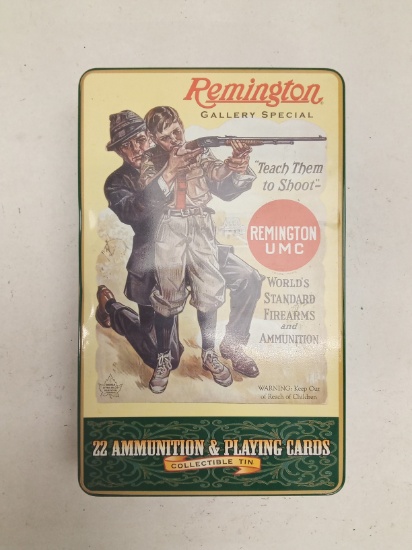 Remington
GALLERY SPECIAL
"Teach Them
to Shoot"-
REMINGTON
UMC
WORLD'S
STANDARD
FIREARMS
and
AMMUNITION
WARNING: Keep Out
of Reach of Children.
22 AMMUNITION & PLAYING CARDS
COLLECTIBLE TIN